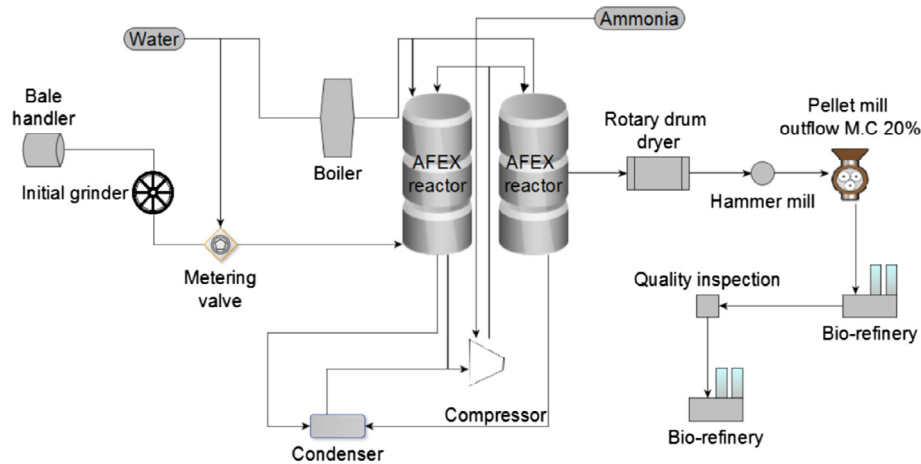 Ammonia
Water
Bale
handler
Initial grinder
Boiler
AFEX
reactor
AFEX
reactor
Rotary drum
dryer
Pellet mill
outflow M.C 20%
Hammer mill
Metering
valve
Quality inspection
Bio-refinery
Compressor
Condenser
Bio-refinery